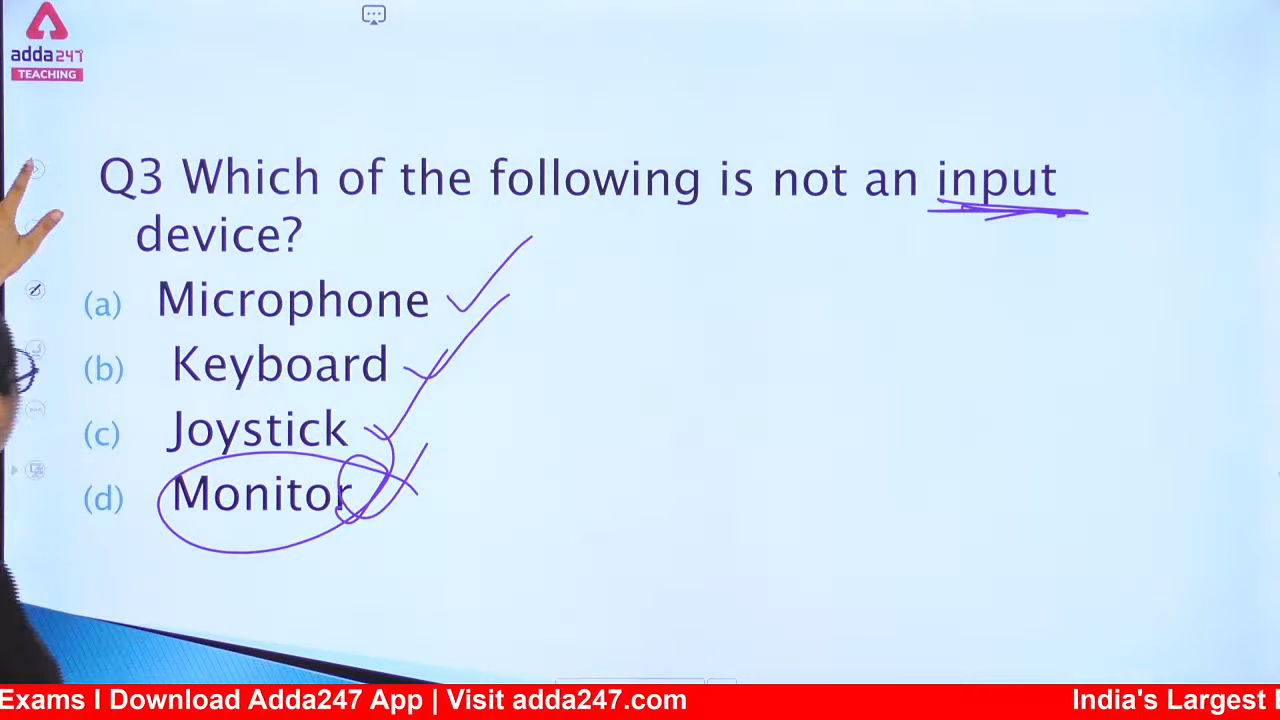 adda247
TEACHING
Q3 Which of the following is not an input
device?
(a) Microphone
(b) Keyboard
(c) Joystick
(d) Monitor
Exams I Download Adda247 App | Visit adda247.com
India's Largest